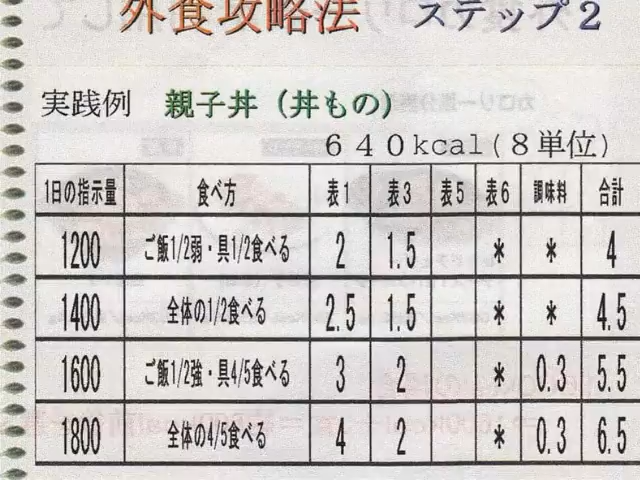 外食攻略法 ステップ2
実践例 親子丼(丼もの)
640kcal(8単位)
1日の指示量 食べ方 表1 表3 表5 表6 調味料 合計
1200 ご飯1/2弱・具1/2食べる 2 1.5 * * 4
1400 全体の1/2食べる 2.5 1.5 * * 4.5
1600 ご飯1/2強・具4/5食べる 3 2 * 0.3 5.5
1800 全体の4/5食べる 4 2 * 0.3 6.5